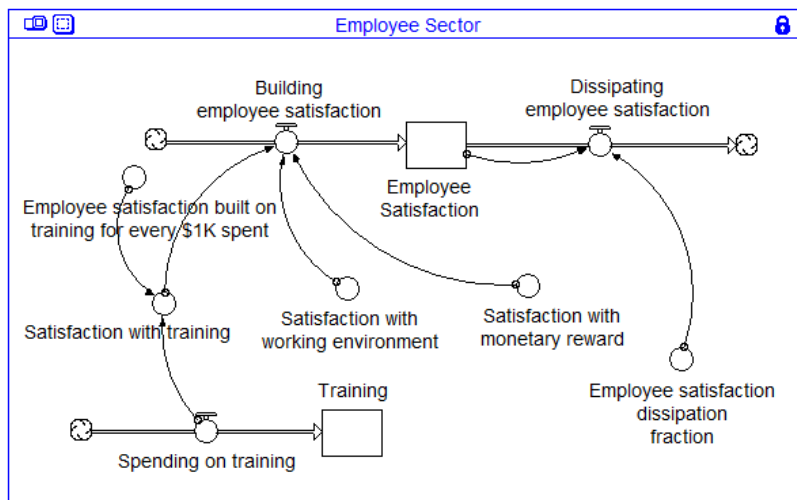 Employee Sector
Building
employee satisfaction
Dissipating
employee satisfaction
Employee
Satisfaction
Employee satisfaction built on
training for every $1K spent
Satisfaction with training
Satisfaction with
working environment
Satisfaction with
monetary reward
Employee satisfaction
dissipation
fraction
Training
Spending on training